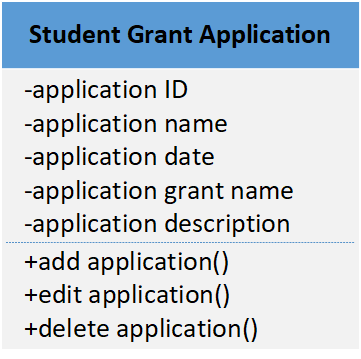 Student Grant Application
-application ID
-application name
-application date
-application grant name
-application description
+add application()
+edit application()
+delete application()